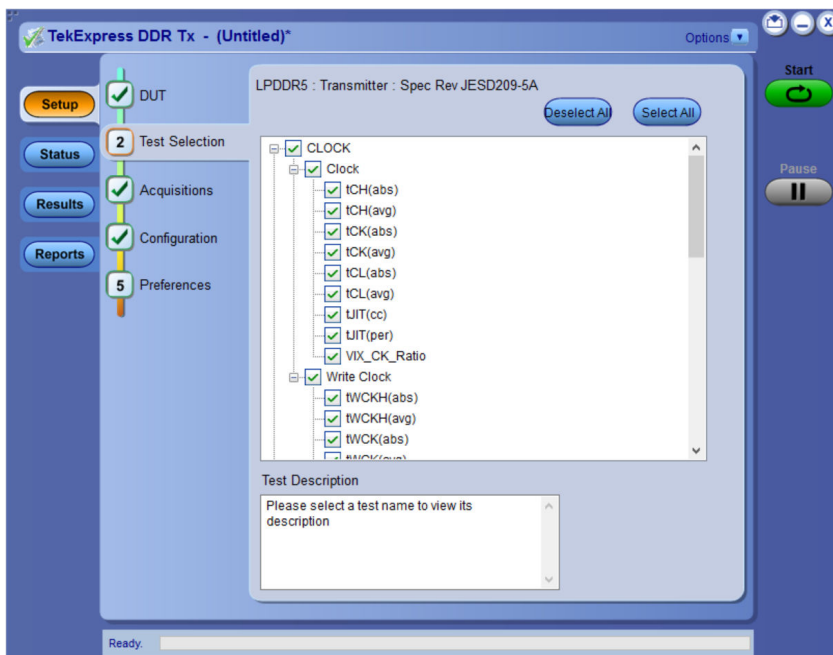 TekExpress DDR Tx - (Untitled)*
Options
Start
Pause
Setup
Status
Results
Reports
DUT
2 Test Selection
Acquisitions
Configuration
5 Preferences
LPDDR5 : Transmitter : Spec Rev JESD209-5A
Deselect All
Select All
CLOCK
Clock
tCH(abs)
tCH(avg)
tCK(abs)
tCK(avg)
tCL(abs)
tCL(avg)
tJIT(cc)
tJIT(per)
VIX_CK_Ratio
Write Clock
tWCKH(abs)
tWCKH(avg)
tWCK(abs)
tWCK(avg)
Test Description
Please select a test name to view its
description
Ready.